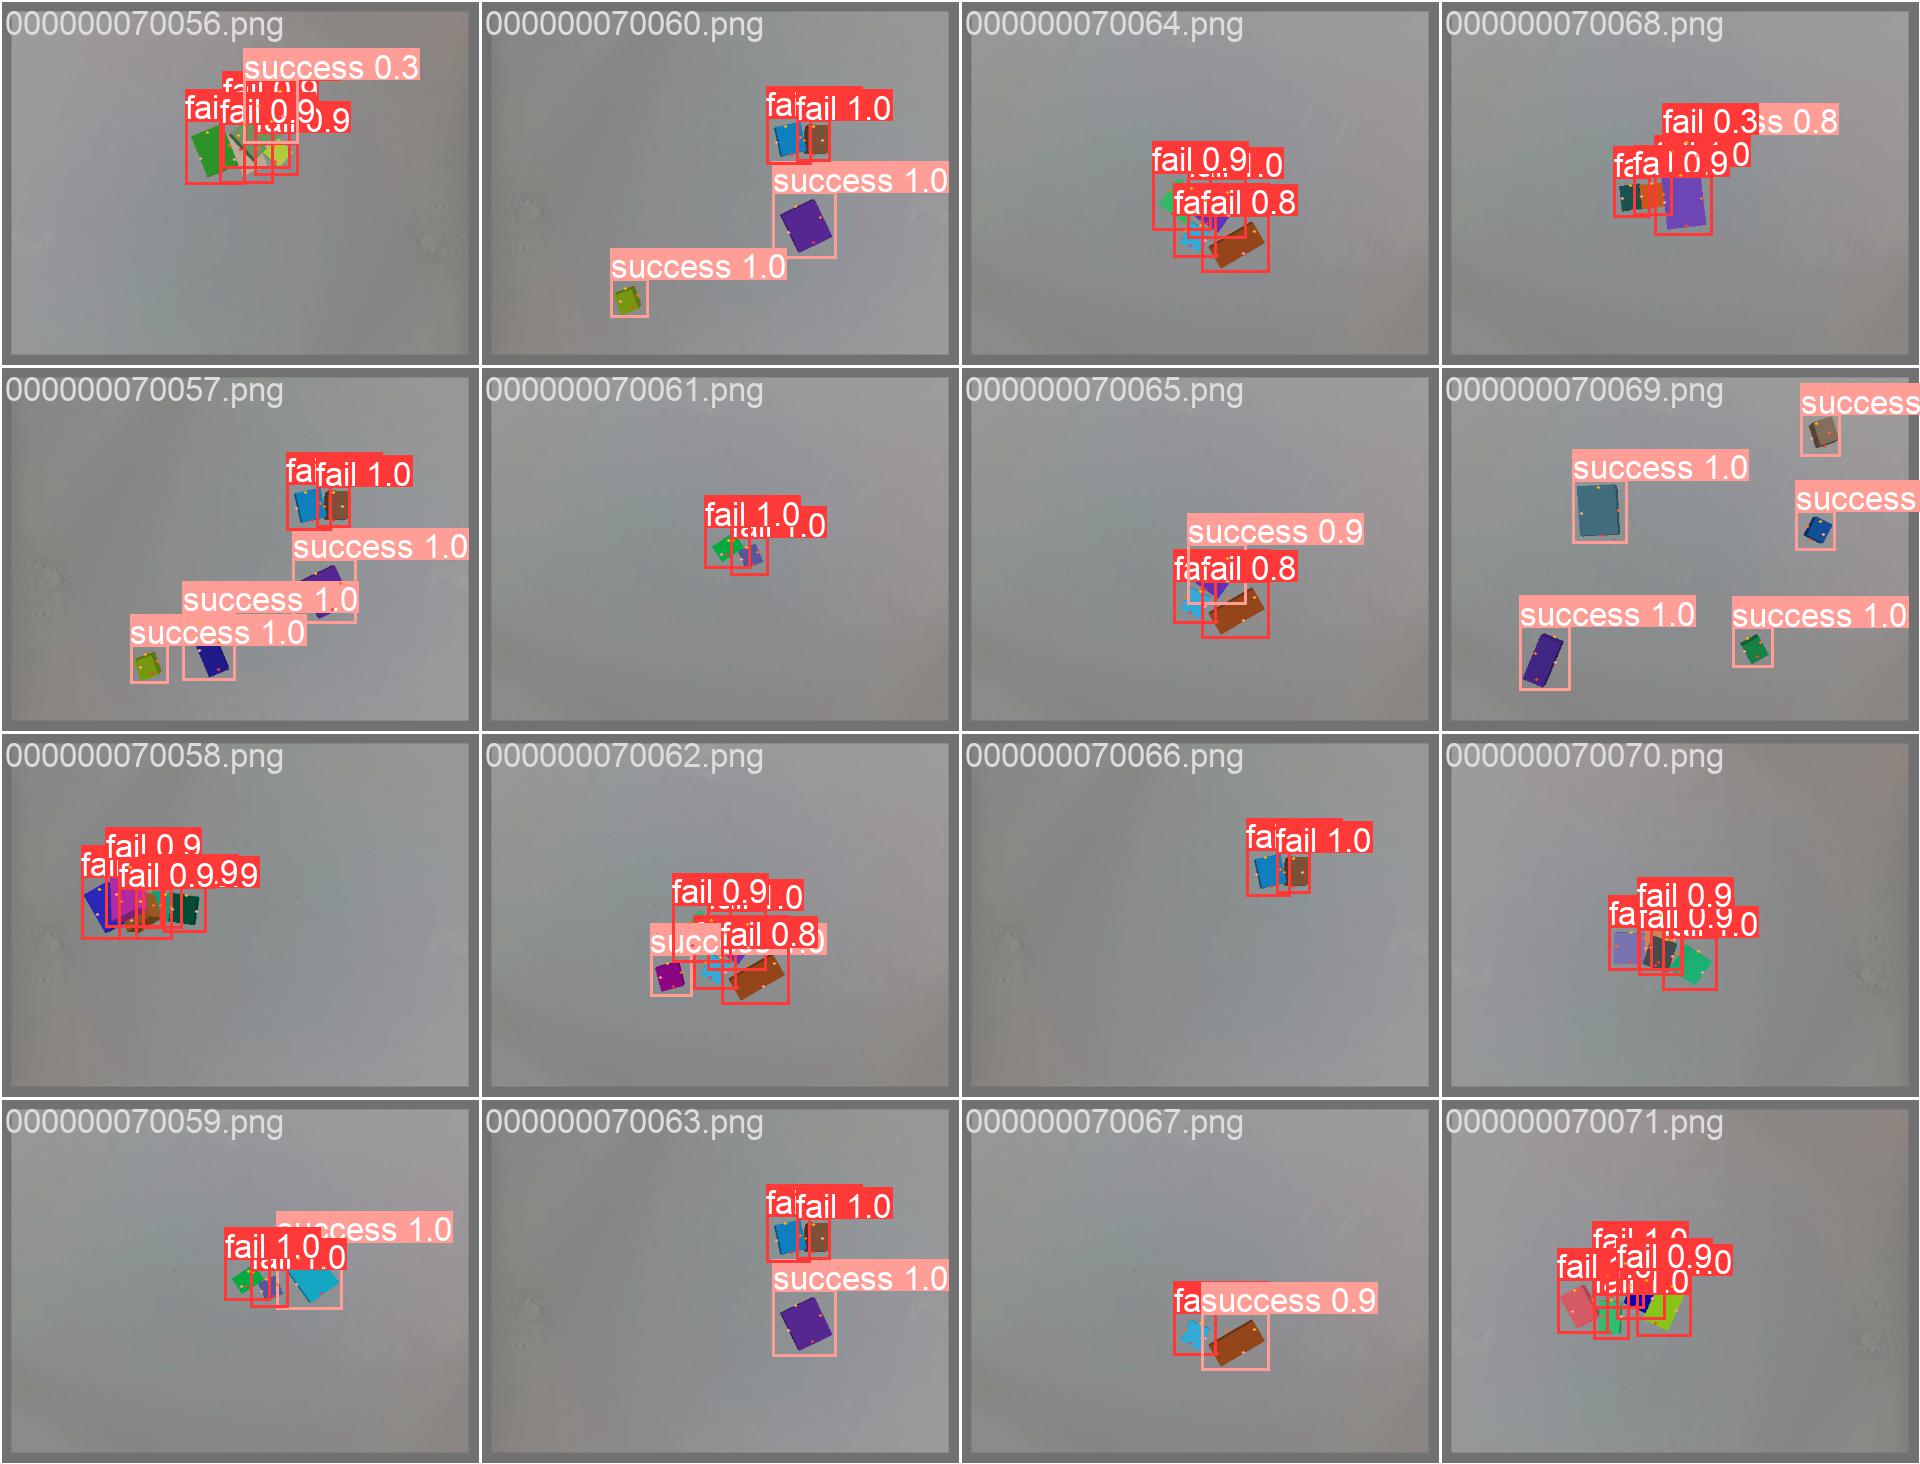 000000070056.png
success 0.3
fail 0.9
000000070060.png
fail 1.0
success 1.0
success 1.0
000000070064.png
fail 0.9
fail 0.8
000000070068.png
fail 0.3
0.8
0.9
000000070057.png
fail 1.0
success 1.0
success 1.0
success 1.0
000000070061.png
fail 1.0
000000070065.png
success 0.9
fail 0.8
000000070069.png
success
success 1.0
success
success 1.0
success 1.0
000000070058.png
fail 0.9
fail 0.9
000000070062.png
fail 0.9
fail 0.8
000000070066.png
fail 1.0
000000070070.png
fail 0.9
000000070059.png
success 1.0
fail 1.0
000000070063.png
fail 1.0
success 1.0
000000070067.png
success 0.9
000000070071.png
fail 1.0
fail 0.9